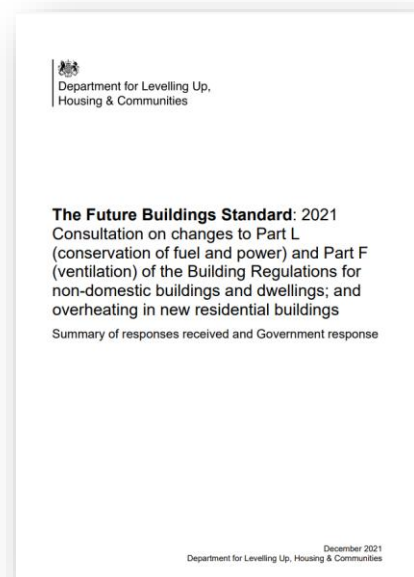 Department for Levelling Up,
Housing & Communities
The Future Buildings Standard: 2021
Consultation on changes to Part L
(conservation of fuel and power) and Part F
(ventilation) of the Building Regulations for
non-domestic buildings and dwellings; and
overheating in new residential buildings
Summary of responses received and Government response
December 2021
Department for Levelling Up, Housing & Communities